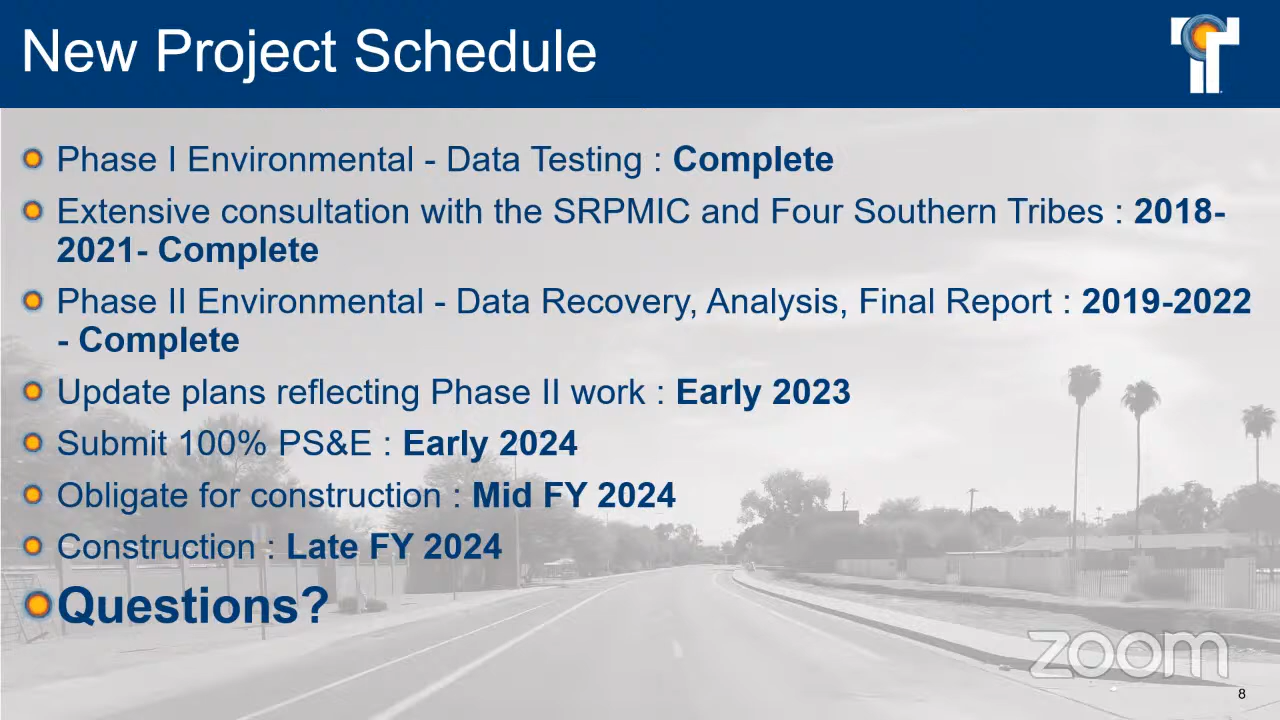 New Project Schedule
Phase I Environmental - Data Testing : Complete
Extensive consultation with the SRPMIC and Four Southern Tribes : 2018-
2021- Complete
Phase II Environmental - Data Recovery, Analysis, Final Report : 2019-2022
- Complete
Update plans reflecting Phase II work : Early 2023
Submit 100% PS&E : Early 2024
Obligate for construction : Mid FY 2024
Construction : Late FY 2024
Questions?
zoom
8